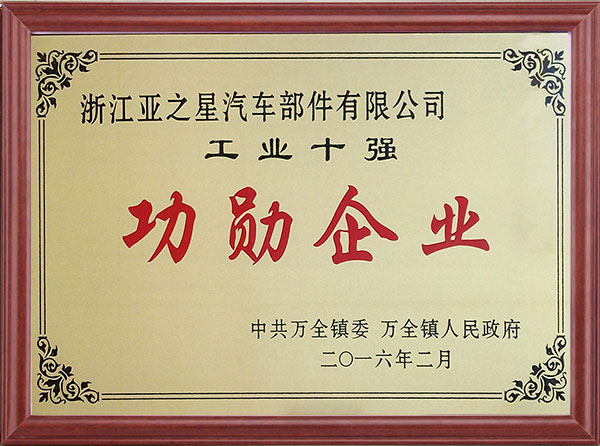 浙江亚之星汽车部件有限公司
工业十强
功勋企业
中共万全镇委 万全镇人民政府
二〇一六年二月